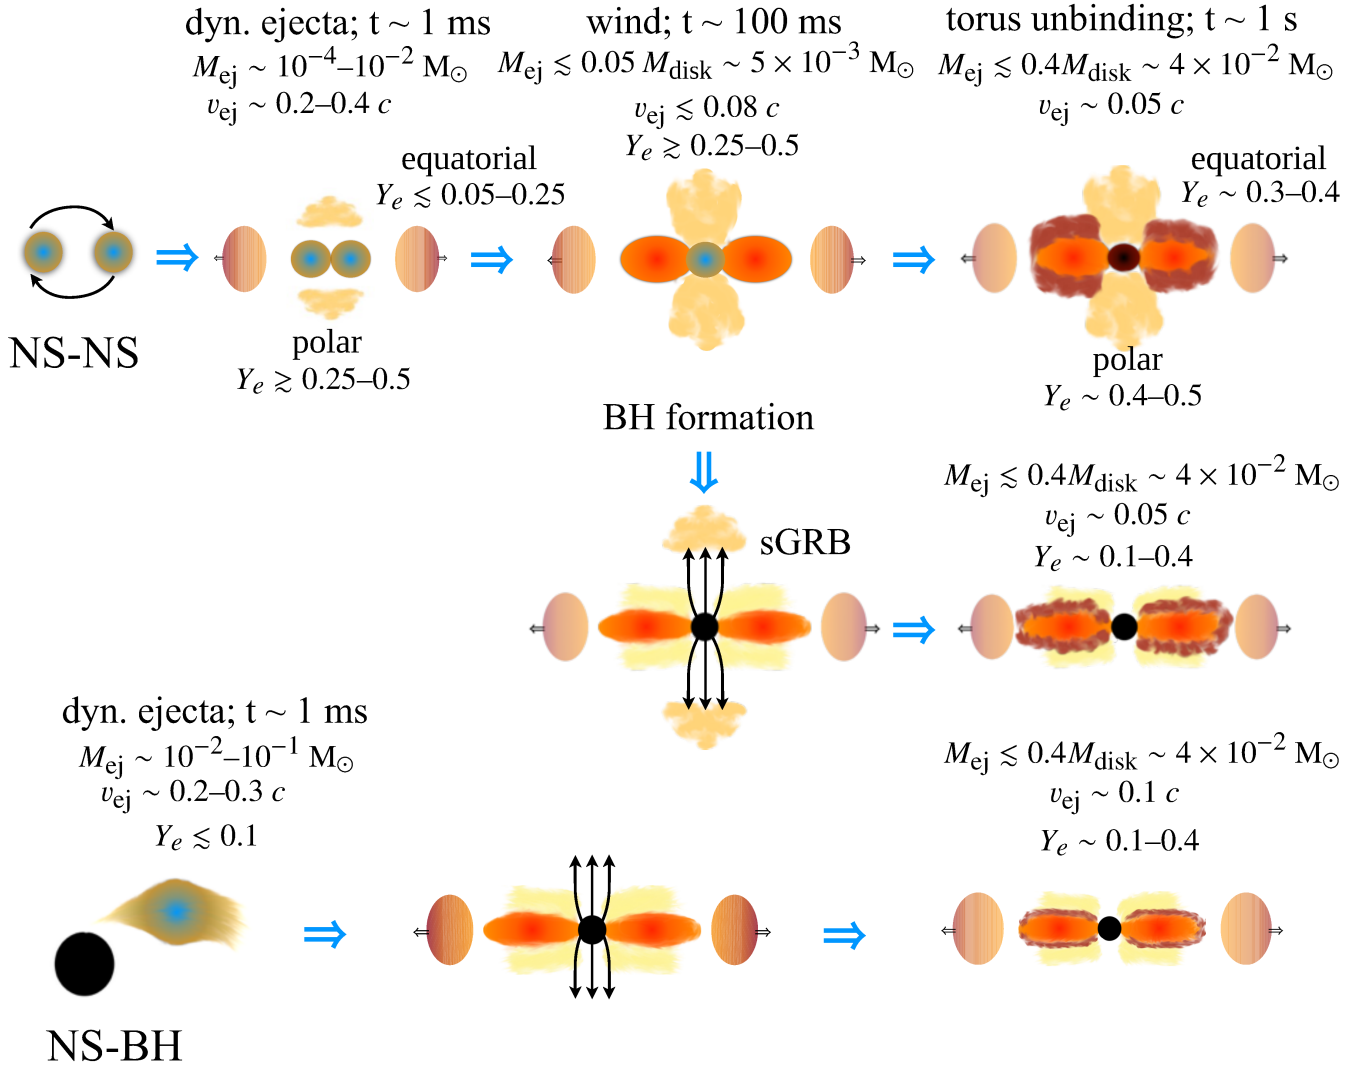 dyn. ejecta; t ~ 1 ms
M_ej ~ 10^−4–10^−2 M_⊙
v_ej ~ 0.2–0.4 c
wind; t ~ 100 ms
M_ej ≲ 0.05 M_disk ~ 5 × 10^−3 M_⊙
v_ej ≲ 0.08 c
Y_e ≳ 0.25–0.5
torus unbinding; t ~ 1 s
M_ej ≲ 0.4M_disk ~ 4 × 10^−2 M_⊙
v_ej ~ 0.05 c
equatorial
Y_e ≲ 0.05–0.25
equatorial
Y_e ~ 0.3–0.4
NS-NS
polar
Y_e ≳ 0.25–0.5
polar
Y_e ~ 0.4–0.5
BH formation
sGRB
M_ej ≲ 0.4M_disk ~ 4 × 10^−2 M_⊙
v_ej ~ 0.05 c
Y_e ~ 0.1–0.4
dyn. ejecta; t ~ 1 ms
M_ej ~ 10^−2–10^−1 M_⊙
v_ej ~ 0.2–0.3 c
Y_e ≲ 0.1
M_ej ≲ 0.4M_disk ~ 4 × 10^−2 M_⊙
v_ej ~ 0.1 c
Y_e ~ 0.1–0.4
NS-BH